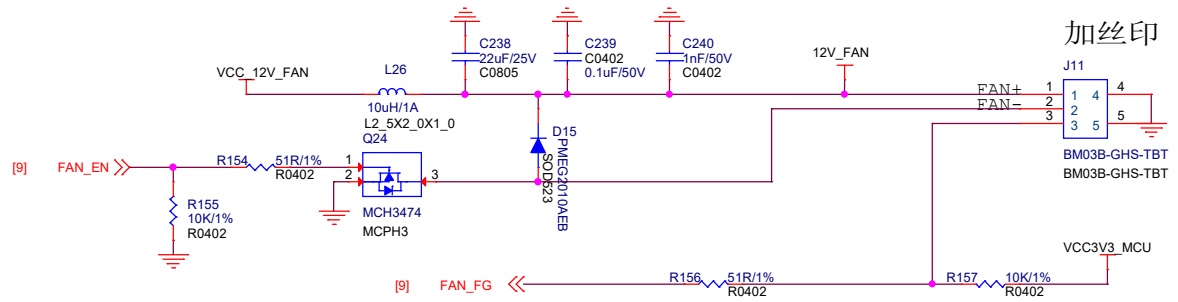 加丝印
C238
22uF/25V
C0805
C239
C0402
0.1uF/50V
C240
1nF/50V
C0402
12V_FAN
J11
VCC_12V_FAN
L26
10uH/1A
L2_5X2_0X1_0
FAN+
FAN-
1
2
3
1 4
2
3 5
4
5
BM03B-GHS-TBT
BM03B-GHS-TBT
D15
PMEG2010AEB
SOD523
Q24
1
2
3
MCH3474
MCPH3
[9] FAN_EN
R154 51R/1%
R0402
R155
10K/1%
R0402
VCC3V3_MCU
[9] FAN_FG
R156 51R/1%
R0402
R157 10K/1%
R0402